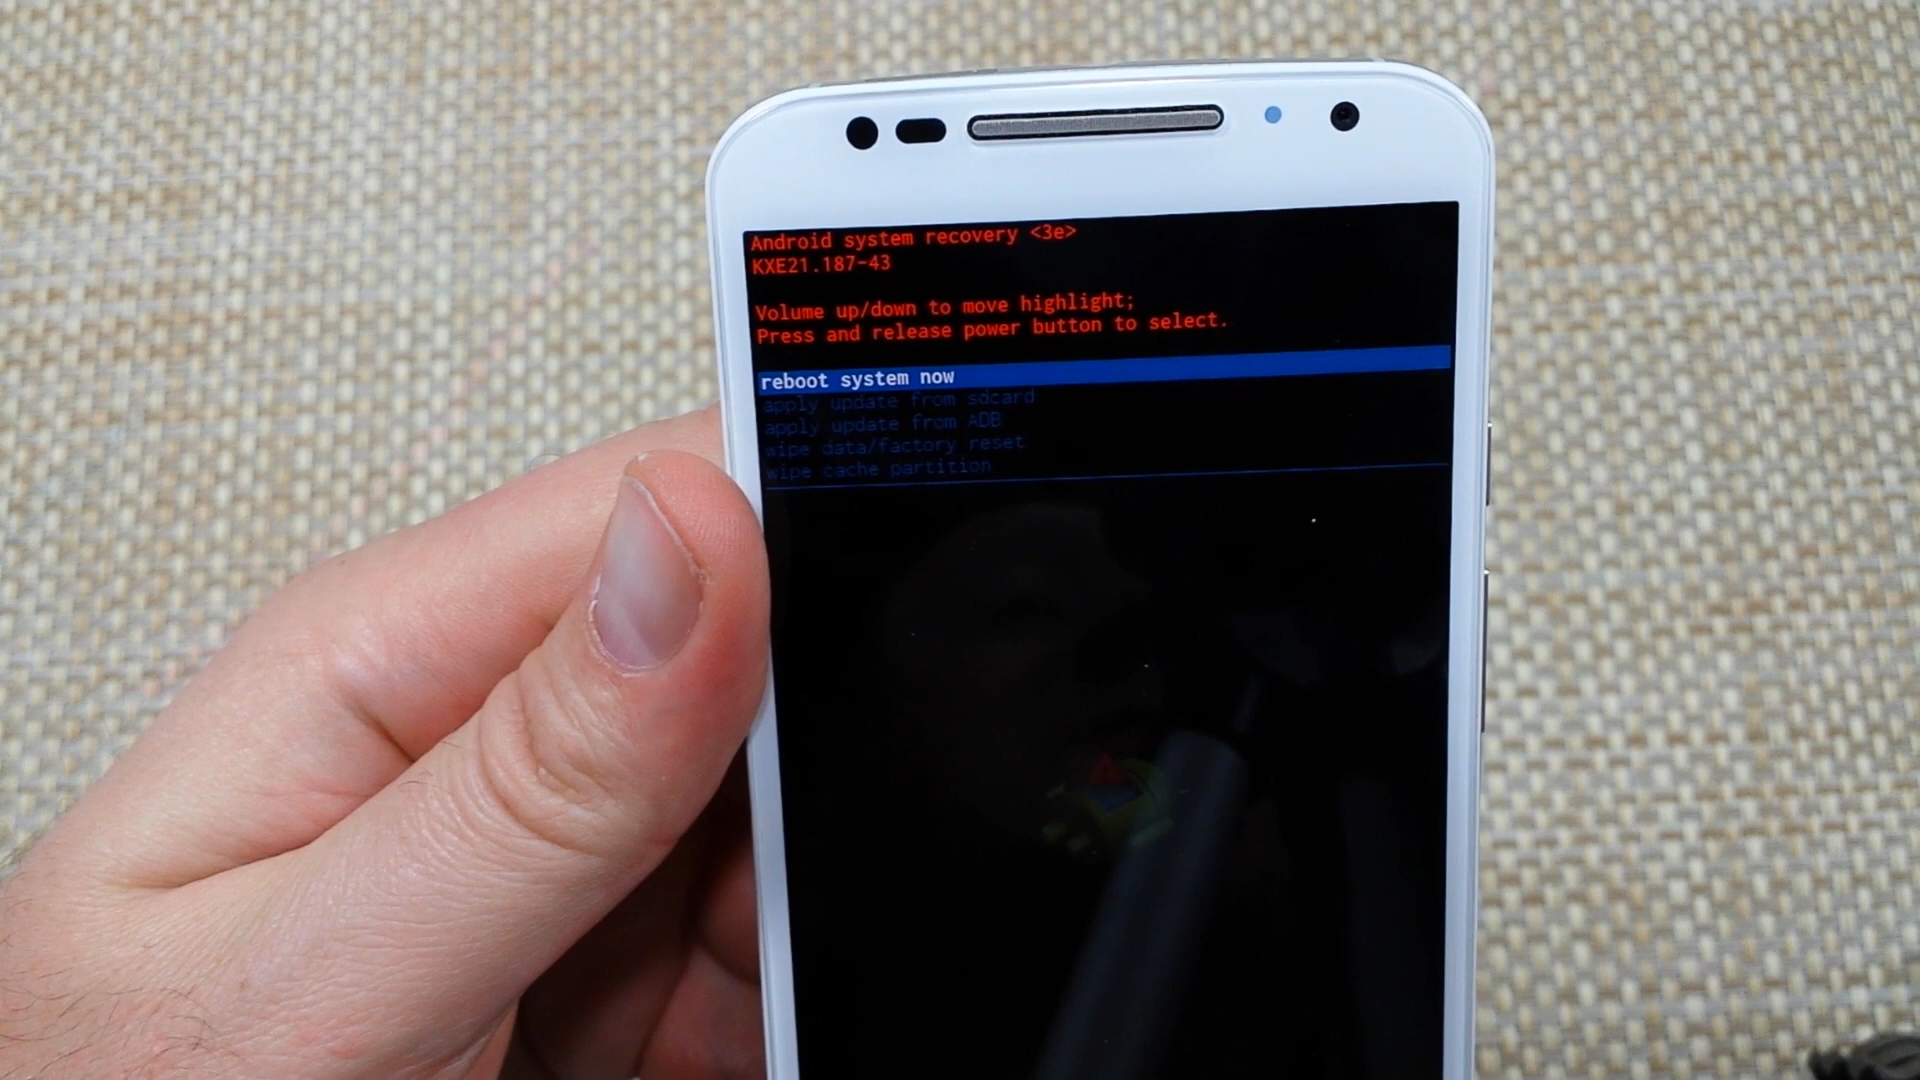 Android system recovery <3e>
KXE21.187-43
Volume up/down to move highlight;
Press and release power button to select.
reboot system now
apply update from sdcard
apply update from ADB
wipe data/factory reset
wipe cache partition